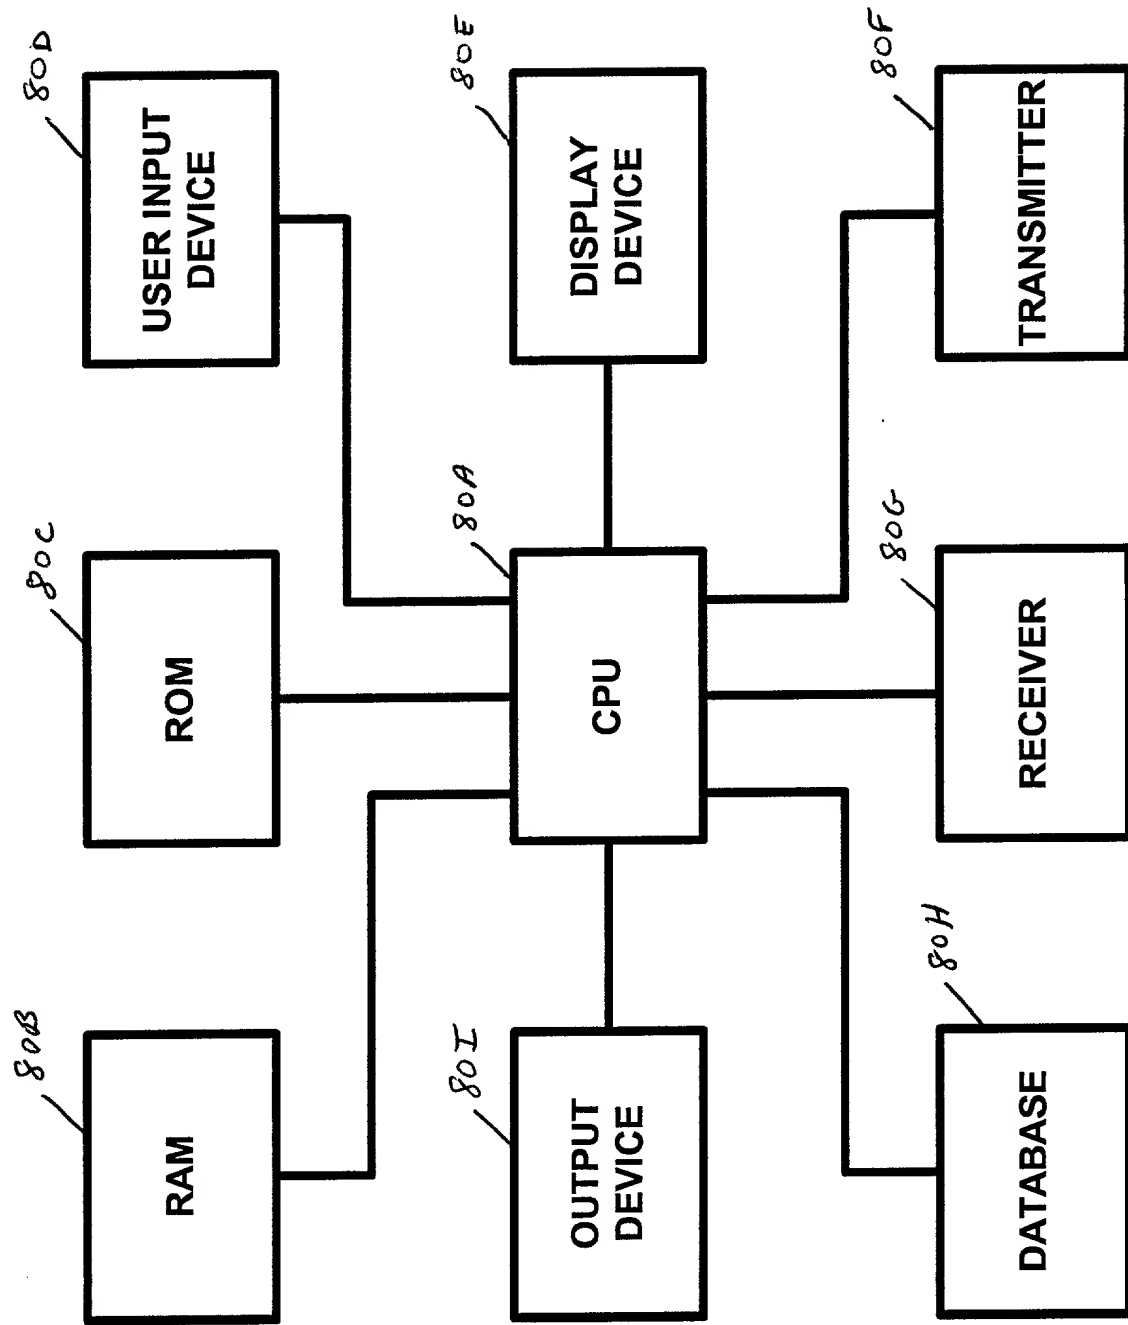 80B
RAM
80C
ROM
80D
USER INPUT
DEVICE
80I
OUTPUT
DEVICE
80A
CPU
80E
DISPLAY
DEVICE
80H
DATABASE
80G
RECEIVER
80F
TRANSMITTER